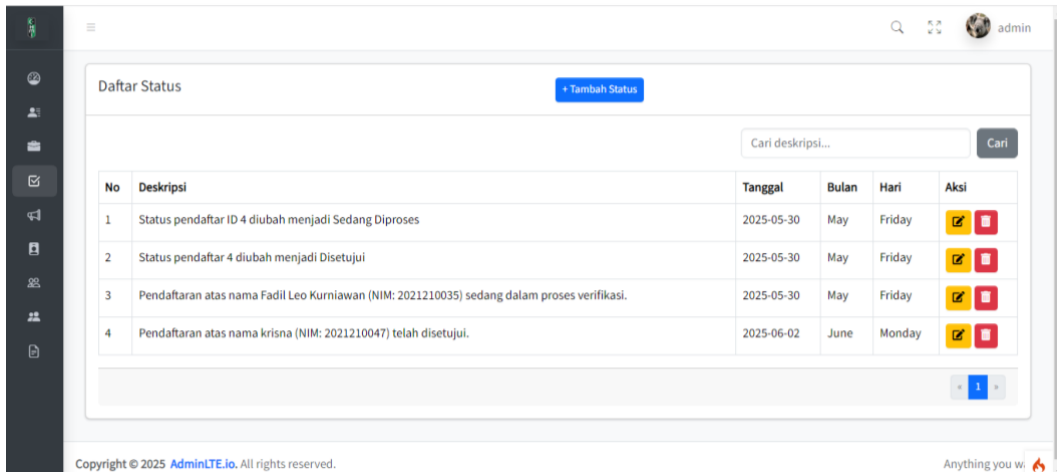 admin
Daftar Status
+ Tambah Status
Cari deskripsi...
Cari
No Deskripsi Tanggal Bulan Hari Aksi
1 Status pendaftar ID 4 diubah menjadi Sedang Diproses 2025-05-30 May Friday
2 Status pendaftar 4 diubah menjadi Disetujui 2025-05-30 May Friday
3 Pendaftaran atas nama Fadil Leo Kurniawan (NIM: 2021210035) sedang dalam proses verifikasi. 2025-05-30 May Friday
4 Pendaftaran atas nama krisna (NIM: 2021210047) telah disetujui. 2025-06-02 June Monday
« 1 »
Copyright © 2025 AdminLTE.io. All rights reserved.
Anything you